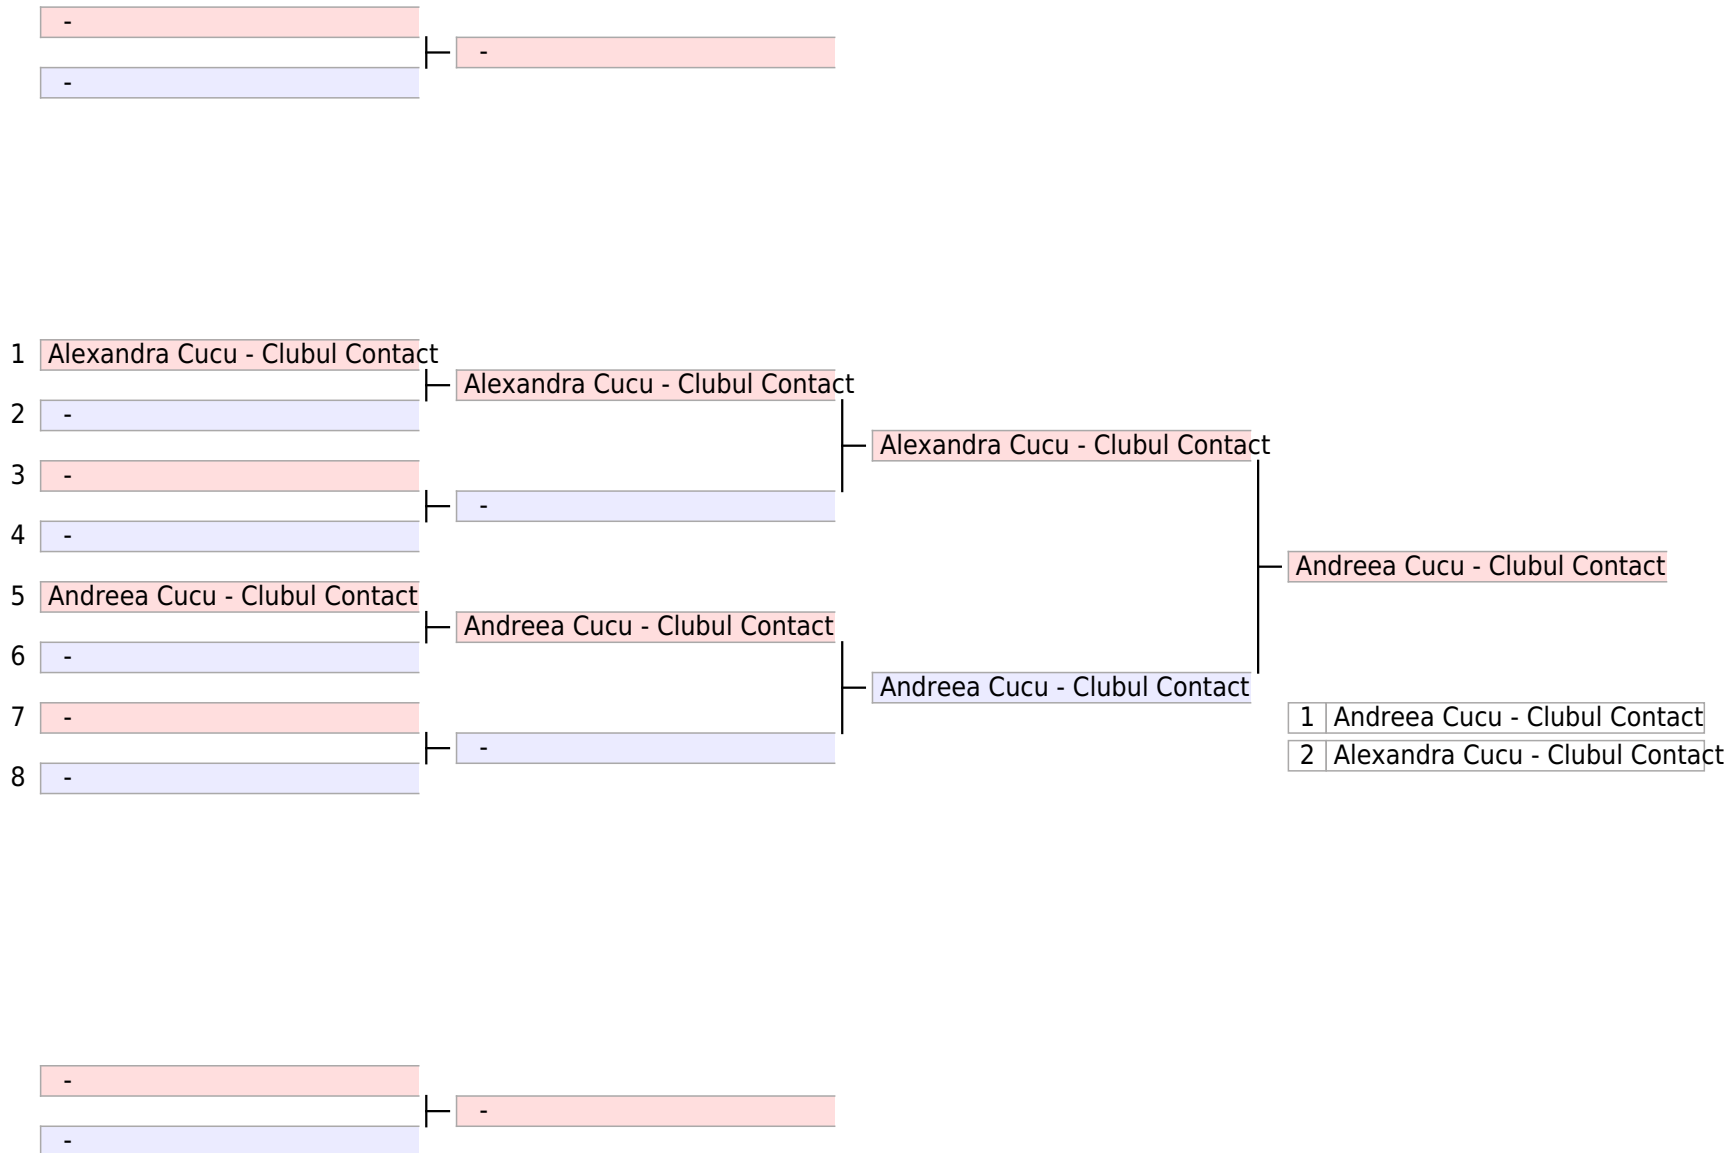 -
-
-
1 Alexandra Cucu - Clubul Contact
Alexandra Cucu - Clubul Contact
2 -
Alexandra Cucu - Clubul Contact
3 -
-
4 -
Andreea Cucu - Clubul Contact
5 Andreea Cucu - Clubul Contact
Andreea Cucu - Clubul Contact
6 -
Andreea Cucu - Clubul Contact
7 -
1 Andreea Cucu - Clubul Contact
-
2 Alexandra Cucu - Clubul Contact
8 -
-
-
-